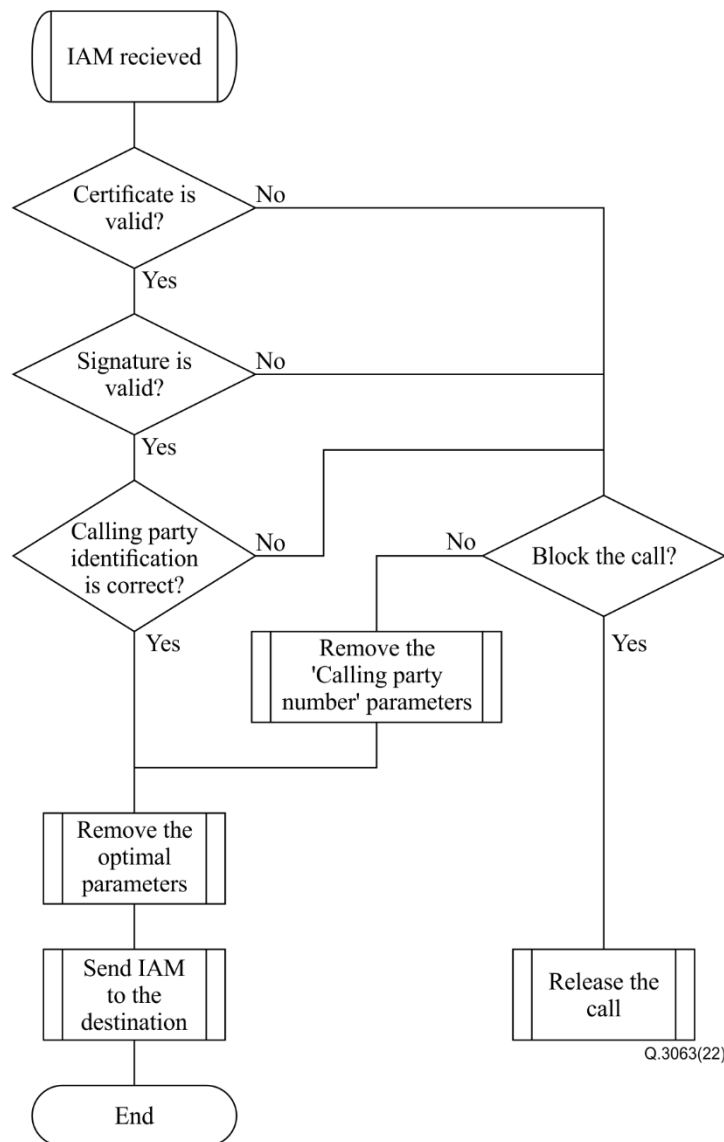 IAM recieved
Certificate is
valid?
No
Yes
Signature is
valid?
No
Yes
Calling party
identification
is correct?
No
Yes
Block the call?
No
Yes
Remove the
'Calling party
number' parameters
Remove the
optimal
parameters
Send IAM
to the
destination
Release the
call
Q.3063(22)
End